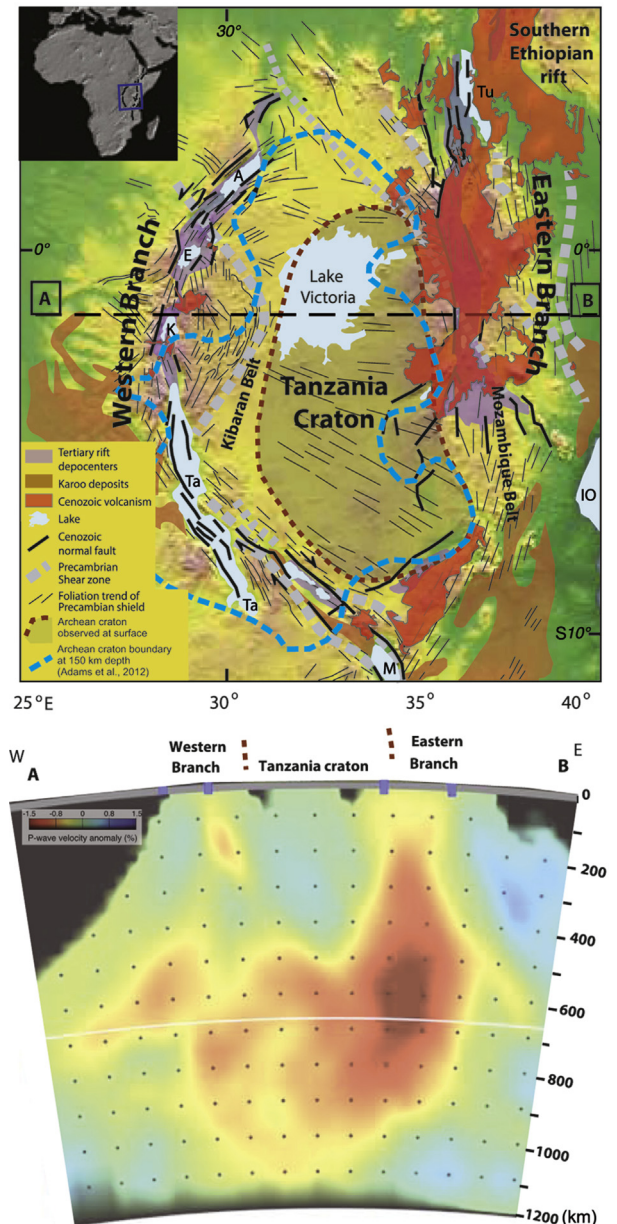 30°
Southern
Ethiopian
rift
Tu
A
0°
0°
E
Eastern Branch
Western Branch
Lake
Victoria
A
B
K
Kibaran Belt
Tanzania
Craton
Mozambique Belt
Tertiary rift
depocenters
Karoo deposits
Cenozoic volcanism
Lake
Cenozoic
normal fault
Precambrian
Shear zone
Foliation trend of
Precambian shield
Archean craton
observed at surface
Archean craton boundary
at 150 km depth
(Adams et al., 2012)
Ta
IO
Ta
S10°
M
25°E
30°
35°
40°
W
A
Western
Branch
Tanzania craton
Eastern
Branch
E
B
-1.5 -0.8 0 0.8 1.5
P-wave velocity anomaly (%)
0
200
400
600
800
1000
1200 (km)